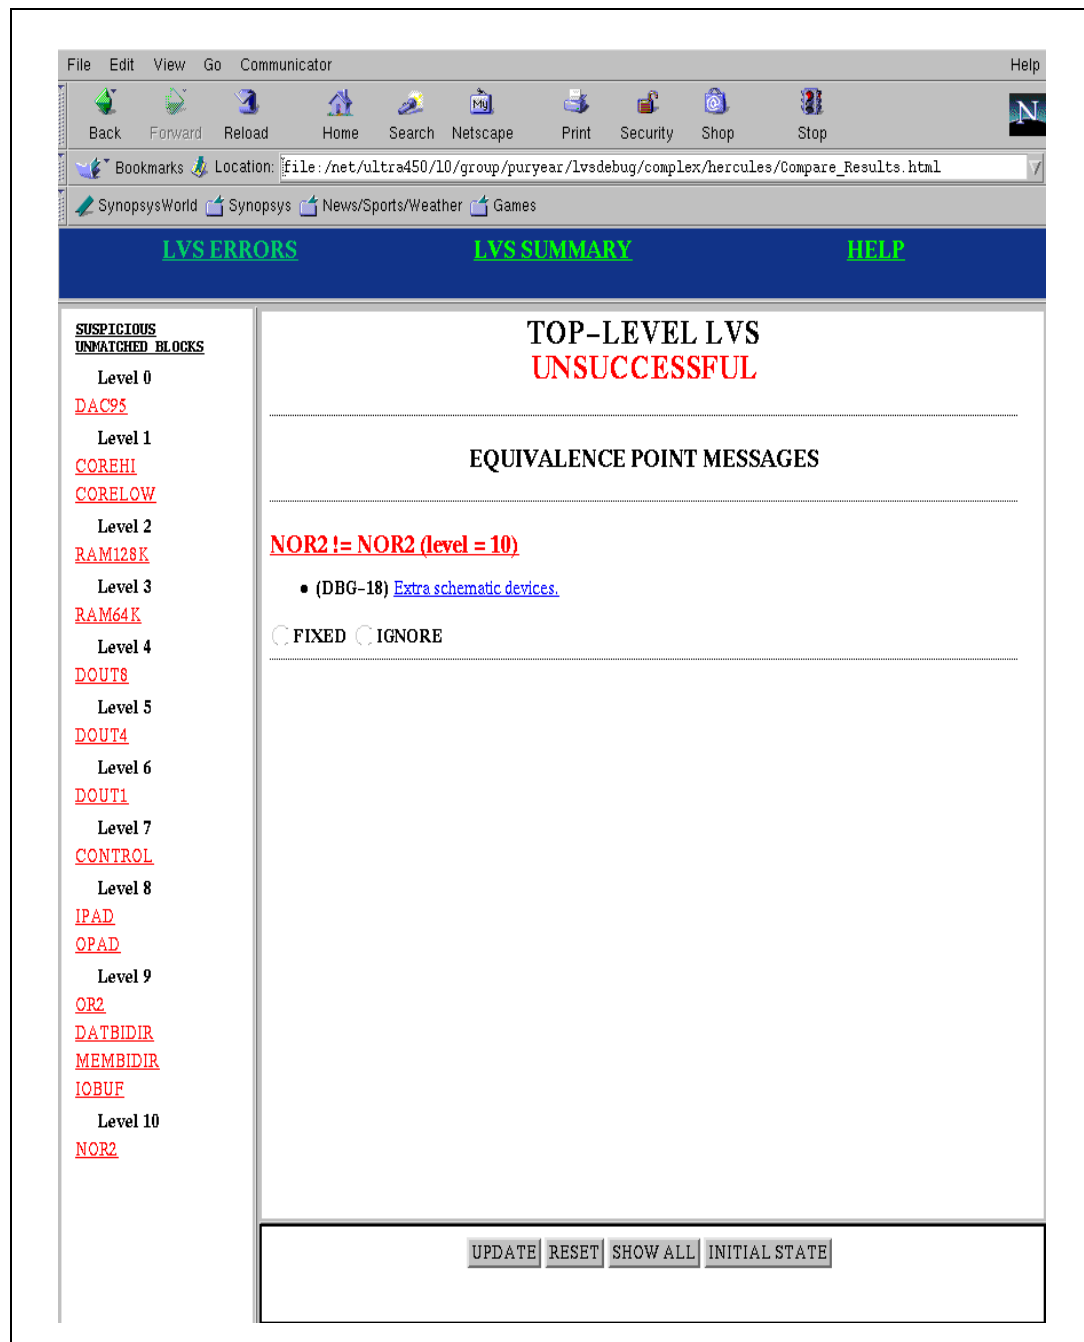 File Edit View Go Communicator Help
Back Forward Reload Home Search Netscape Print Security Shop Stop
My
N
Bookmarks Location: file:/net/ultra450/l0/group/puryear/lvsdebug/complex/hercules/Compare_Results.html
SynopsysWorld Synopsys News/Sports/Weather Games
LVS ERRORS LVS SUMMARY HELP
SUSPICIOUS
UNMATCHED BLOCKS
Level 0
DAC95
Level 1
COREHI
CORELOW
Level 2
RAM128K
Level 3
RAM64K
Level 4
DOUT8
Level 5
DOUT4
Level 6
DOUT1
Level 7
CONTROL
Level 8
IPAD
OPAD
Level 9
OR2
DATBIDIR
MEMBIDIR
IOBUF
Level 10
NOR2
TOP-LEVEL LVS
UNSUCCESSFUL
EQUIVALENCE POINT MESSAGES
NOR2 != NOR2 (level = 10)
• (DBG-18) Extra schematic devices.
FIXED IGNORE
UPDATE RESET SHOW ALL INITIAL STATE